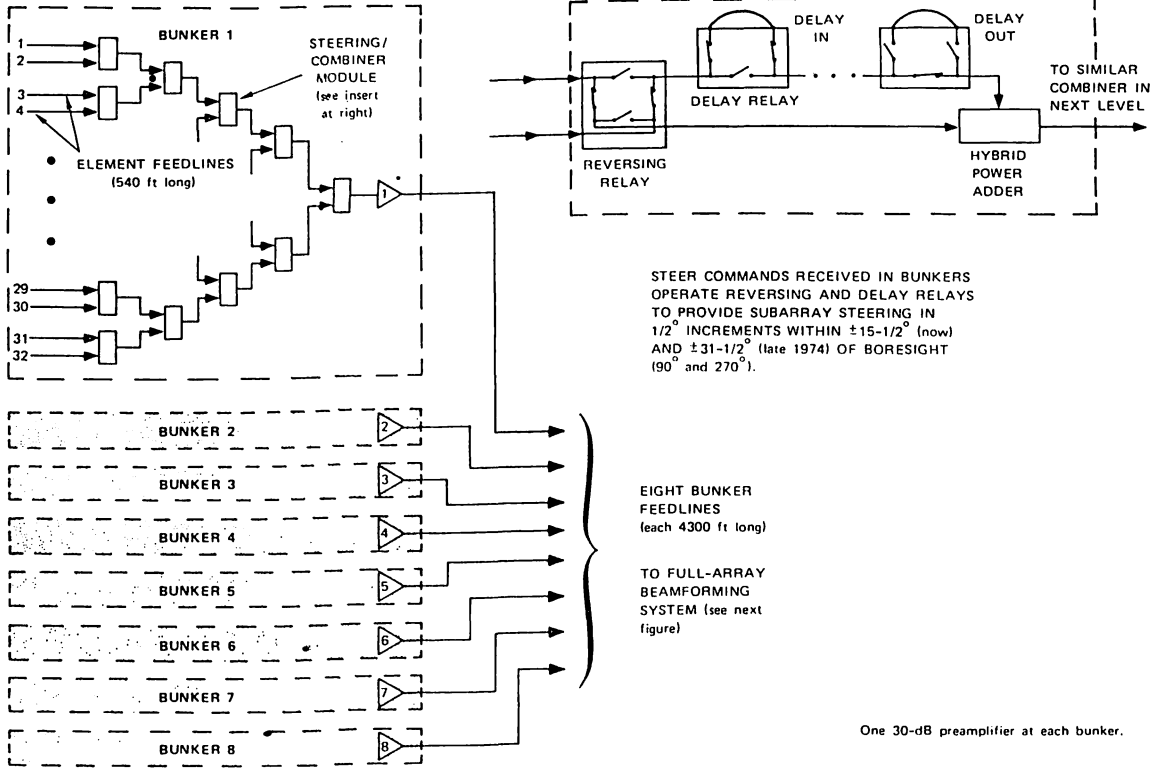 BUNKER 1
1
2
3
4
STEERING/
COMBINER
MODULE
(see insert
at right)
ELEMENT FEEDLINES
(540 ft long)
1
29
30
31
32
DELAY
IN
DELAY
OUT
DELAY RELAY
REVERSING
RELAY
HYBRID
POWER
ADDER
TO SIMILAR
COMBINER IN
NEXT LEVEL
STEER COMMANDS RECEIVED IN BUNKERS
OPERATE REVERSING AND DELAY RELAYS
TO PROVIDE SUBARRAY STEERING IN
1/2° INCREMENTS WITHIN ±15-1/2° (now)
AND ±31-1/2° (late 1974) OF BORESIGHT
(90° and 270°).
BUNKER 2
2
BUNKER 3
3
BUNKER 4
4
BUNKER 5
5
BUNKER 6
6
BUNKER 7
7
BUNKER 8
8
EIGHT BUNKER
FEEDLINES
(each 4300 ft long)
TO FULL-ARRAY
BEAMFORMING
SYSTEM (see next
figure)
One 30-dB preamplifier at each bunker.